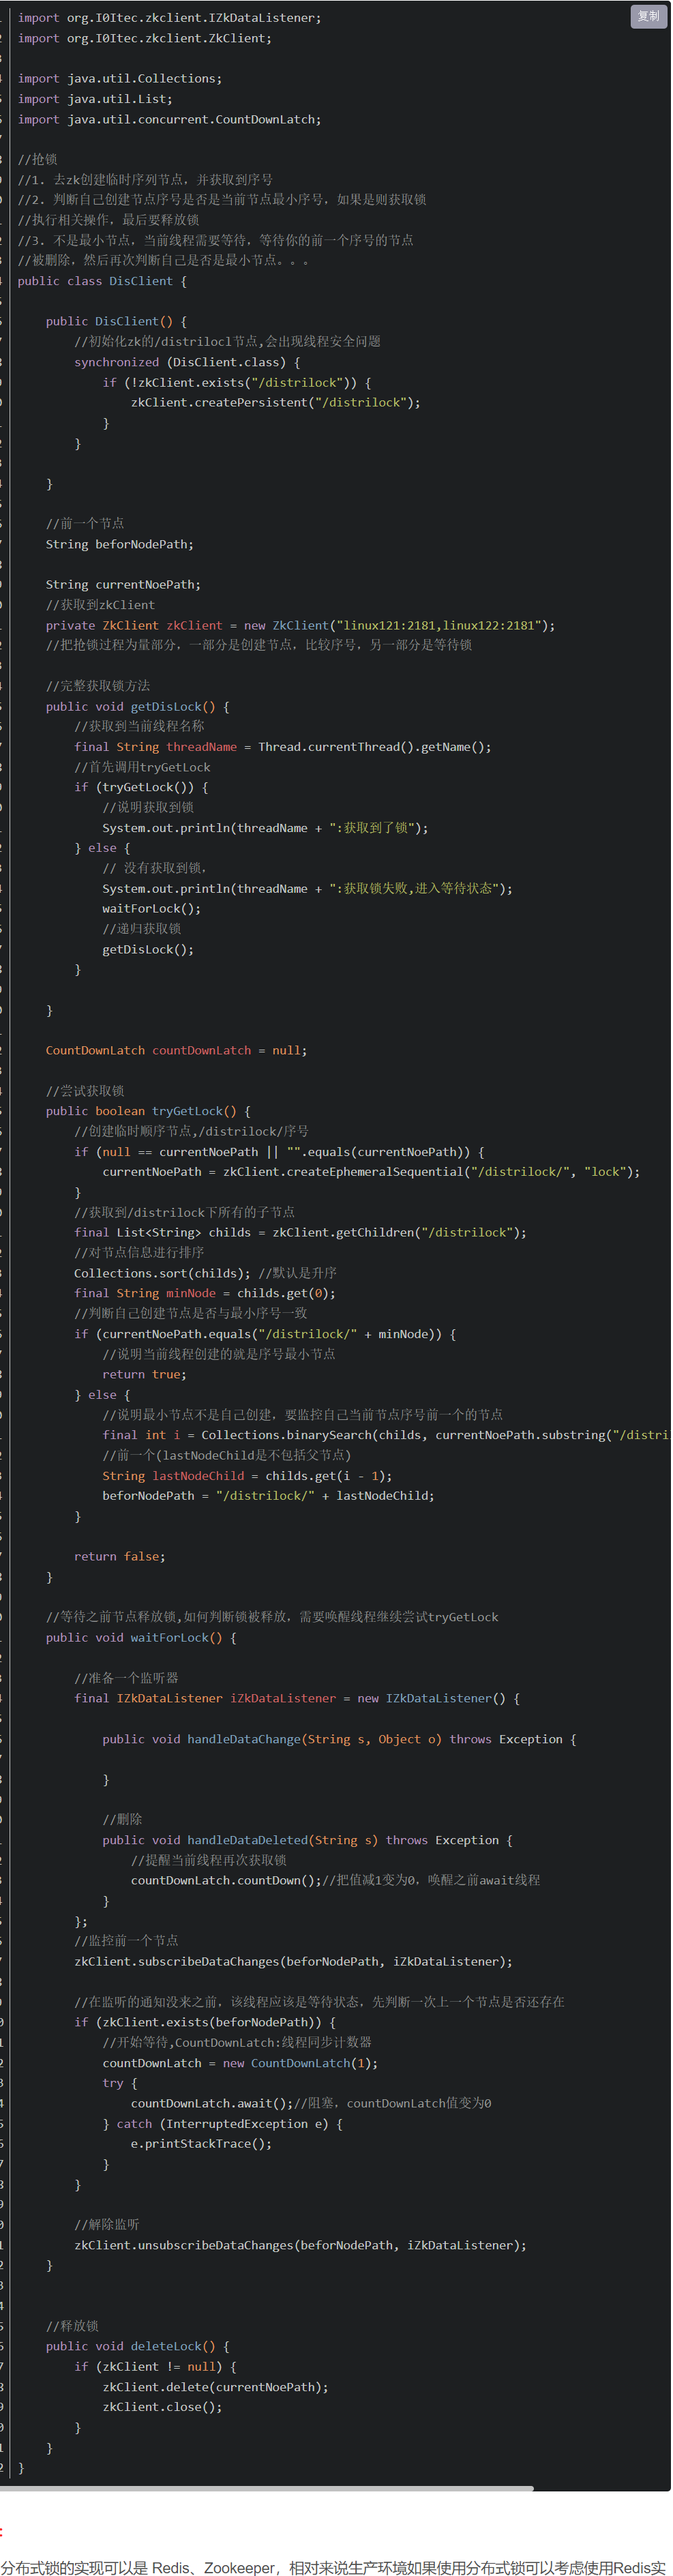 复制
import org.I0Itec.zkclient.IZkDataListener;
import org.I0Itec.zkclient.ZkClient;
import java.util.Collections;
import java.util.List;
import java.util.concurrent.CountDownLatch;
//抢锁
//1. 去zk创建临时序列节点，并获取到序号
//2. 判断自己创建节点序号是否是当前节点最小序号，如果是则获取锁
//执行相关操作，最后要释放锁
//3. 不是最小节点，当前线程需要等待，等待你的前一个序号的节点
//被删除，然后再次判断自己是否是最小节点。。。
public class DisClient {
public DisClient() {
//初始化zk的/distrilocl节点,会出现线程安全问题
synchronized (DisClient.class) {
if (!zkClient.exists("/distrilock")) {
zkClient.createPersistent("/distrilock");
}
}
}
//前一个节点
String beforNodePath;
String currentNoePath;
//获取到zkClient
private ZkClient zkClient = new ZkClient("linux121:2181,linux122:2181");
//把抢锁过程为量部分，一部分是创建节点，比较序号，另一部分是等待锁
//完整获取锁方法
public void getDisLock() {
//获取到当前线程名称
final String threadName = Thread.currentThread().getName();
//首先调用tryGetLock
if (tryGetLock()) {
//说明获取到锁
System.out.println(threadName + ":获取到了锁");
} else {
// 没有获取到锁，
System.out.println(threadName + ":获取锁失败,进入等待状态");
waitForLock();
//递归获取锁
getDisLock();
}
}
CountDownLatch countDownLatch = null;
//尝试获取锁
public boolean tryGetLock() {
//创建临时顺序节点,/distrilock/序号
if (null == currentNoePath || "".equals(currentNoePath)) {
currentNoePath = zkClient.createEphemeralSequential("/distrilock/", "lock");
}
//获取到/distrilock下所有的子节点
final List<String> childs = zkClient.getChildren("/distrilock");
//对节点信息进行排序
Collections.sort(childs); //默认是升序
final String minNode = childs.get(0);
//判断自己创建节点是否与最小序号一致
if (currentNoePath.equals("/distrilock/" + minNode)) {
//说明当前线程创建的就是序号最小节点
return true;
} else {
//说明最小节点不是自己创建，要监控自己当前节点序号前一个的节点
final int i = Collections.binarySearch(childs, currentNoePath.substring("/distri
//前一个(lastNodeChild是不包括父节点)
String lastNodeChild = childs.get(i - 1);
beforNodePath = "/distrilock/" + lastNodeChild;
}
return false;
}
//等待之前节点释放锁,如何判断锁被释放，需要唤醒线程继续尝试tryGetLock
public void waitForLock() {
//准备一个监听器
final IZkDataListener iZkDataListener = new IZkDataListener() {
public void handleDataChange(String s, Object o) throws Exception {
}
//删除
public void handleDataDeleted(String s) throws Exception {
//提醒当前线程再次获取锁
countDownLatch.countDown();//把值减1变为0，唤醒之前await线程
}
};
//监控前一个节点
zkClient.subscribeDataChanges(beforNodePath, iZkDataListener);
//在监听的通知没来之前，该线程应该是等待状态，先判断一次上一个节点是否还存在
if (zkClient.exists(beforNodePath)) {
//开始等待,CountDownLatch:线程同步计数器
countDownLatch = new CountDownLatch(1);
try {
countDownLatch.await();//阻塞，countDownLatch值变为0
} catch (InterruptedException e) {
e.printStackTrace();
}
}
//解除监听
zkClient.unsubscribeDataChanges(beforNodePath, iZkDataListener);
}
//释放锁
public void deleteLock() {
if (zkClient != null) {
zkClient.delete(currentNoePath);
zkClient.close();
}
}
}
分布式锁的实现可以是 Redis、Zookeeper，相对来说生产环境如果使用分布式锁可以考虑使用Redis实